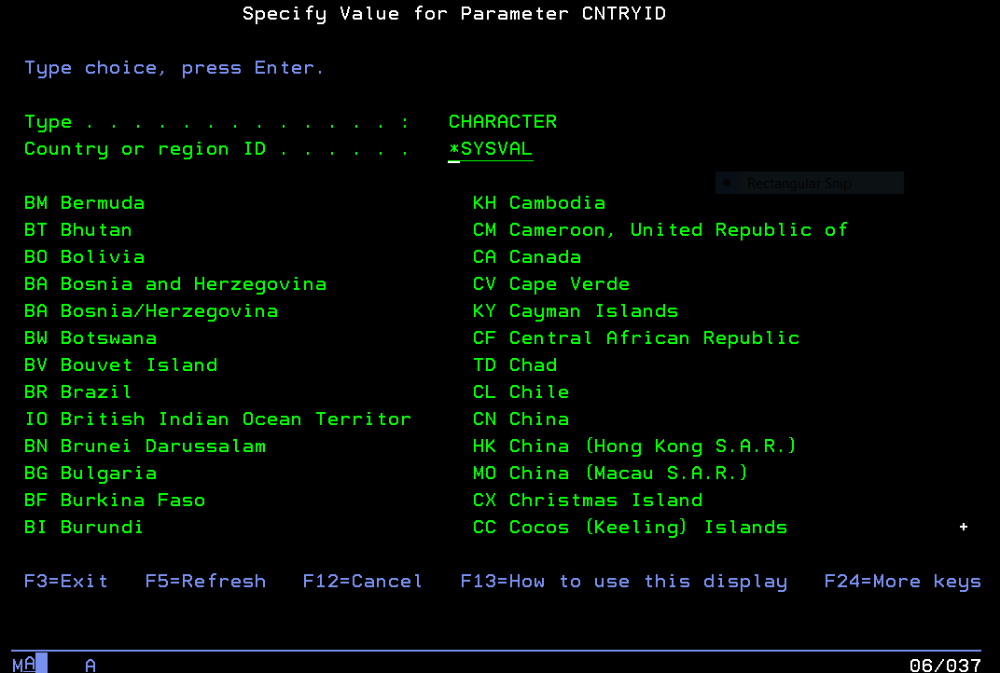 Specify Value for Parameter CNTRYID
Type choice, press Enter.
Type . . . . . . . . . . . . . : CHARACTER
Country or region ID . . . . . . *SYSVAL
Rectangular Snip
BM Bermuda KH Cambodia
BT Bhutan CM Cameroon, United Republic of
BO Bolivia CA Canada
BA Bosnia and Herzegovina CV Cape Verde
BA Bosnia/Herzegovina KY Cayman Islands
BW Botswana CF Central African Republic
BV Bouvet Island TD Chad
BR Brazil CL Chile
IO British Indian Ocean Territor CN China
BN Brunei Darussalam HK China (Hong Kong S.A.R.)
BG Bulgaria MO China (Macau S.A.R.)
BF Burkina Faso CX Christmas Island
BI Burundi CC Cocos (Keeling) Islands +
F3=Exit F5=Refresh F12=Cancel F13=How to use this display F24=More keys
MA A 06/037